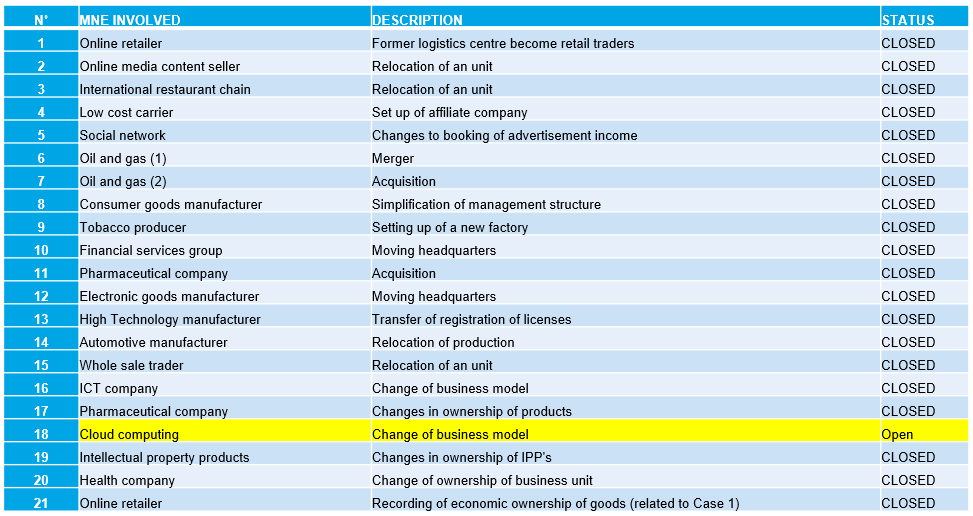 N° MNE INVOLVED DESCRIPTION STATUS
1 Online retailer Former logistics centre become retail traders CLOSED
2 Online media content seller Relocation of an unit CLOSED
3 International restaurant chain Relocation of an unit CLOSED
4 Low cost carrier Set up of affiliate company CLOSED
5 Social network Changes to booking of advertisement income CLOSED
6 Oil and gas (1) Merger CLOSED
7 Oil and gas (2) Acquisition CLOSED
8 Consumer goods manufacturer Simplification of management structure CLOSED
9 Tobacco producer Setting up of a new factory CLOSED
10 Financial services group Moving headquarters CLOSED
11 Pharmaceutical company Acquisition CLOSED
12 Electronic goods manufacturer Moving headquarters CLOSED
13 High Technology manufacturer Transfer of registration of licenses CLOSED
14 Automotive manufacturer Relocation of production CLOSED
15 Whole sale trader Relocation of an unit CLOSED
16 ICT company Change of business model CLOSED
17 Pharmaceutical company Changes in ownership of products CLOSED
18 Cloud computing Change of business model Open
19 Intellectual property products Changes in ownership of IPP's CLOSED
20 Health company Change of ownership of business unit CLOSED
21 Online retailer Recording of economic ownership of goods (related to Case 1) CLOSED